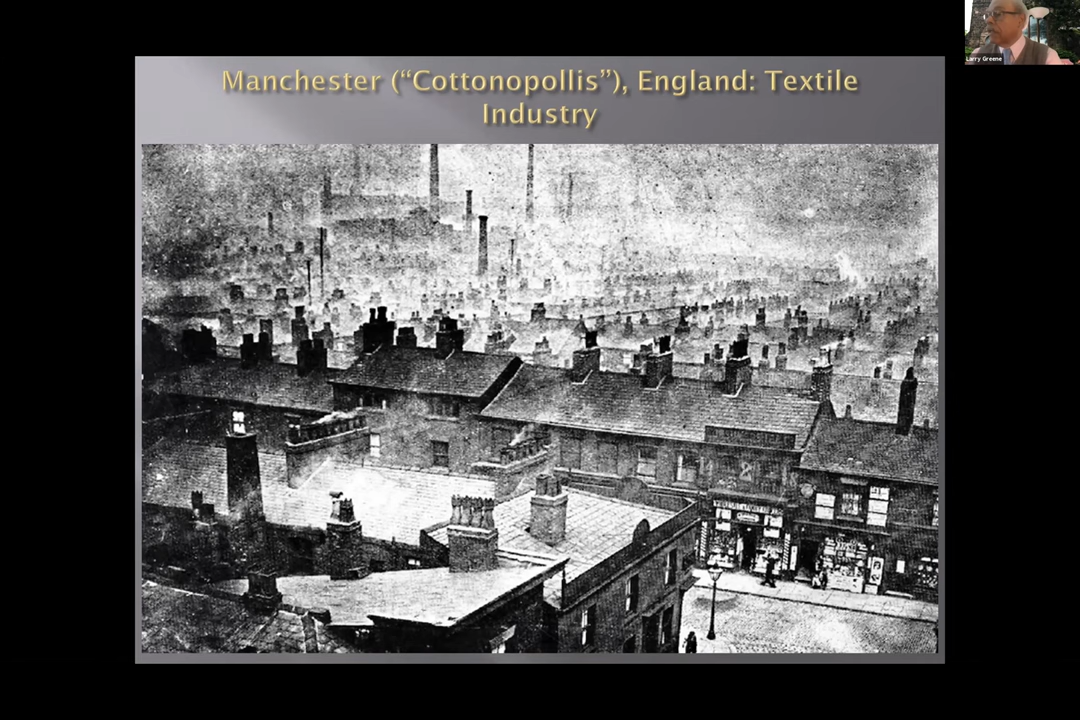 Manchester (“Cottonopollis”), England: Textile
Industry
Larry Greene